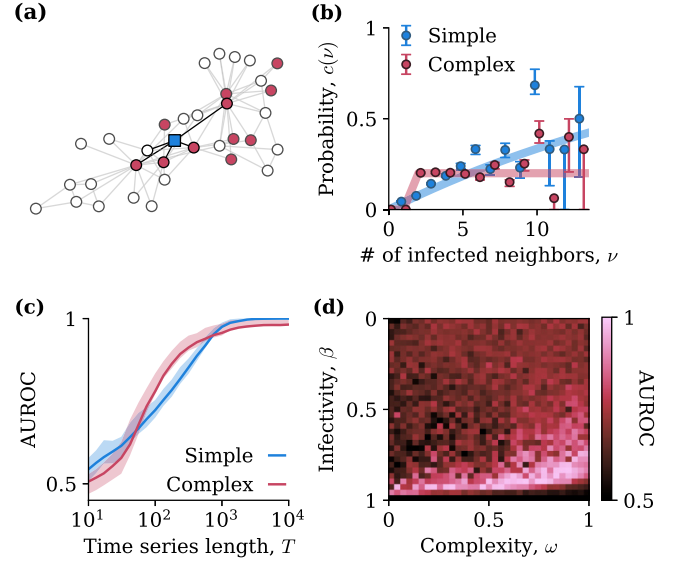 (a)
(b)
1
0.5
0
Probability, c(ν)
Simple
Complex
0
5
10
# of infected neighbors, ν
(c)
1
0.5
AUROC
Simple
Complex
10¹
10²
10³
10⁴
Time series length, T
(d)
0
0.5
1
Infectivity, β
0
0.5
1
Complexity, ω
1
0.5
AUROC